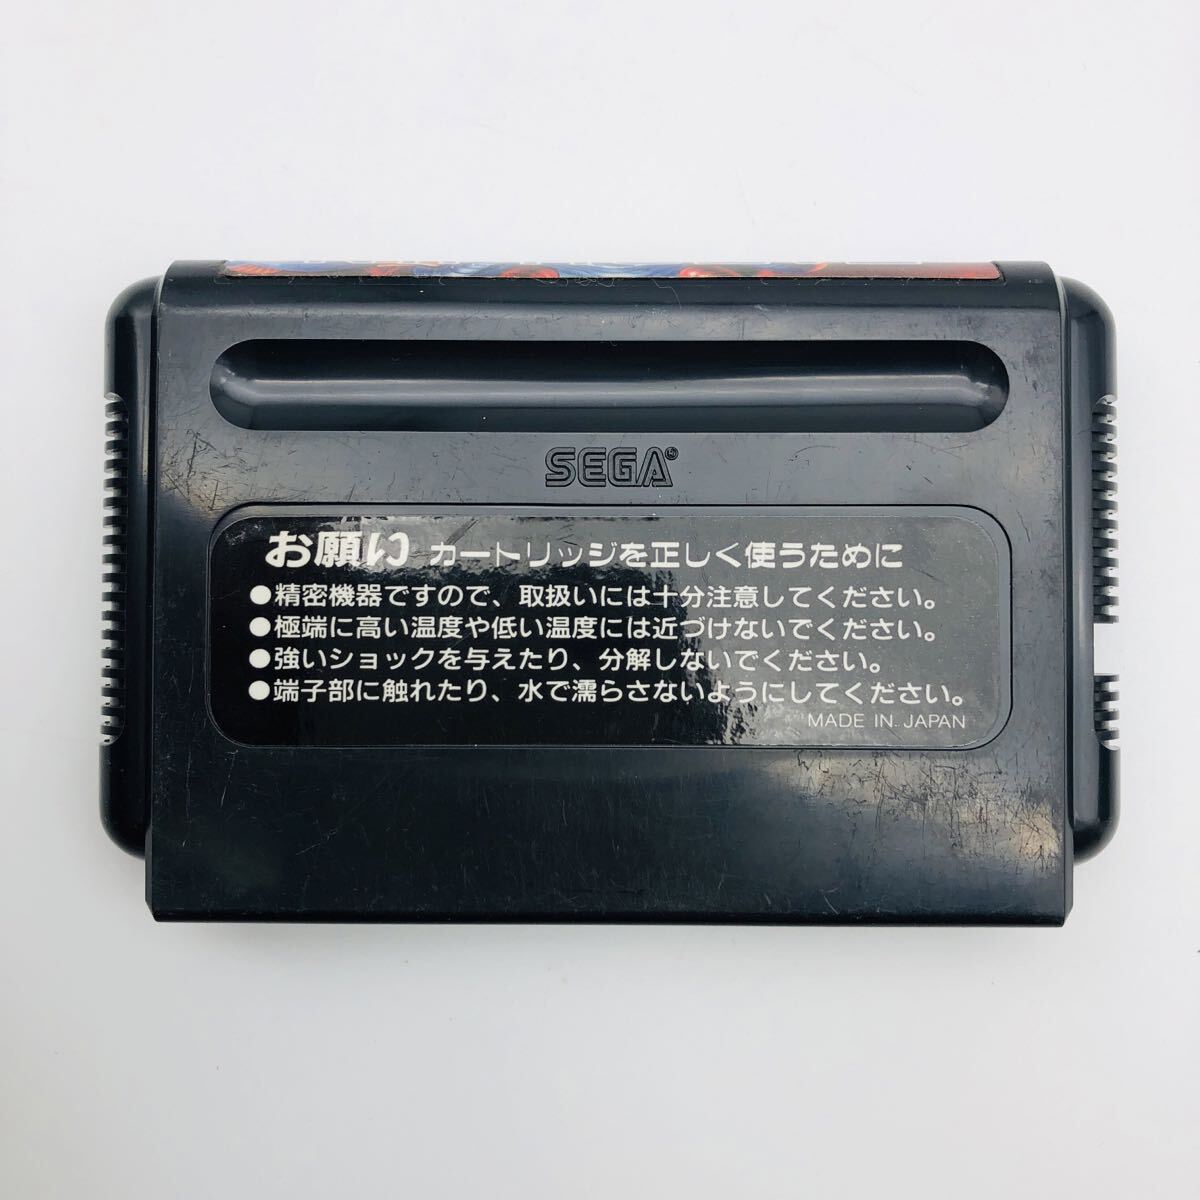 SEGA
お願い カートリッジを正しく使うために
●精密機器ですので、取扱いには十分注意してください。
●極端に高い温度や低い温度には近づけないでください。
●強いショックを与えたり、分解しないでください。
●端子部に触れたり、水で濡らさないようにしてください。
MADE IN JAPAN